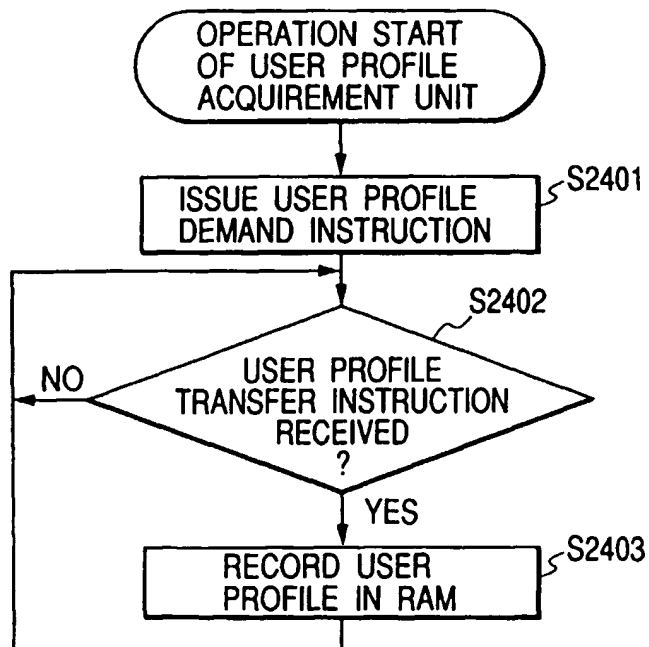 OPERATION START
OF USER PROFILE
ACQUIREMENT UNIT
S2401
ISSUE USER PROFILE
DEMAND INSTRUCTION
S2402
USER PROFILE
TRANSFER INSTRUCTION
RECEIVED
?
NO
YES
S2403
RECORD USER
PROFILE IN RAM